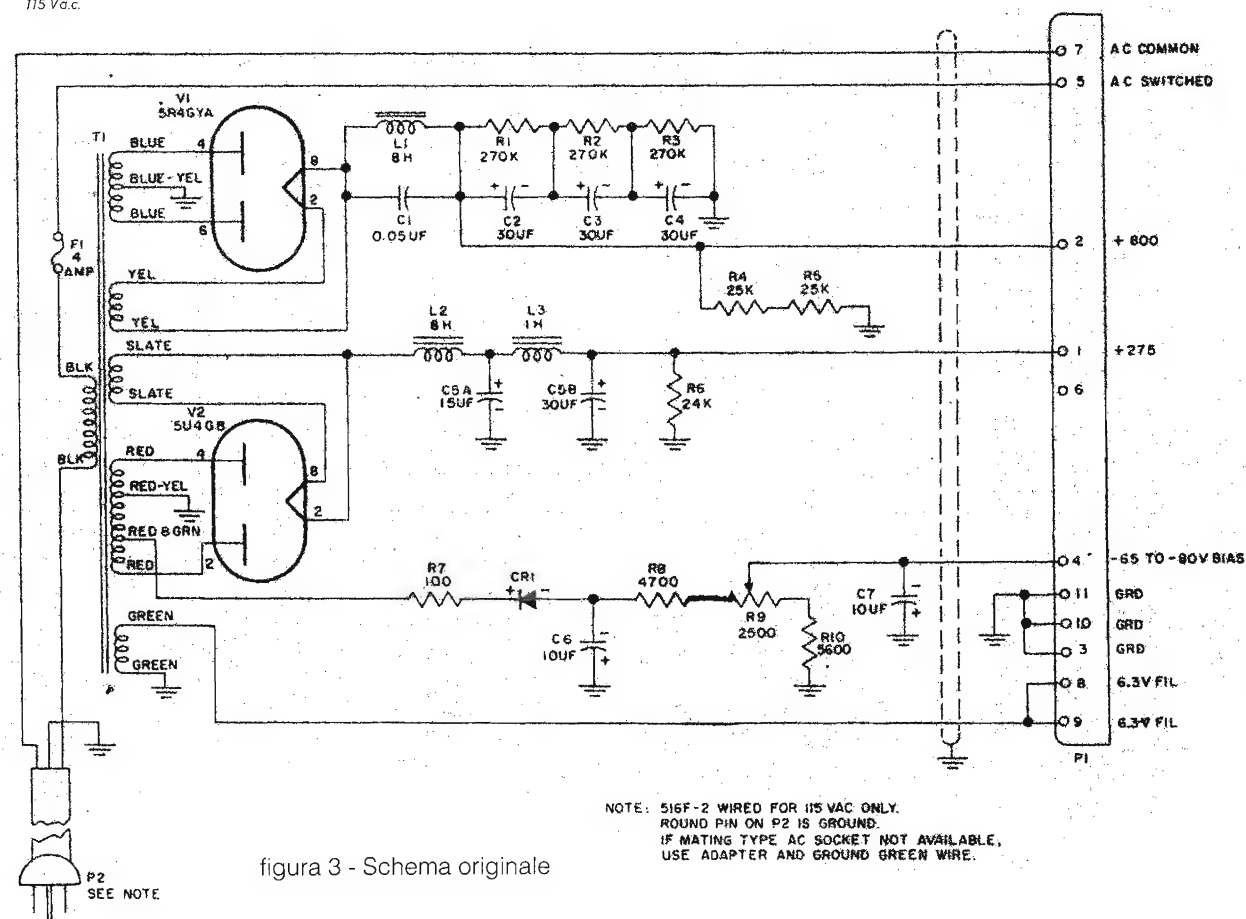 115 Va.c.
7 AC COMMON
5 AC SWITCHED
V1
5R4GYA
T1
BLUE
4
BLUE-YEL
BLUE
6
8
2
L1
8H
R1
270K
R2
270K
R3
270K
C1
0.05UF
+ -
C2
30UF
+ -
C3
30UF
+ -
C4
30UF
2 + 800
F1
4
AMP
YEL
YEL
R4
25K
R5
25K
L2
8H
L3
1H
SLATE
1 +275
BLK
SLATE
C5A
15UF
+
-
C5B
30UF
+
-
R6
24K
6
V2
5U4GB
RED
4
BLK
RED-YEL
8
RED & GRN
2
RED
2
4 -65 TO -80V BIAS
R7
100
+ CR1 -
R8
4700
R9
2500
C7
10UF
-
+
11 GRD
GREEN
C6
10UF
-
+
R10
5600
10 GRD
3 GRD
GREEN
8 6.3V FIL
9 6.3V FIL
P1
NOTE: 516F-2 WIRED FOR 115 VAC ONLY.
ROUND PIN ON P2 IS GROUND.
IF MATING TYPE AC SOCKET NOT AVAILABLE,
USE ADAPTER AND GROUND GREEN WIRE.
figura 3 - Schema originale
P2
SEE NOTE